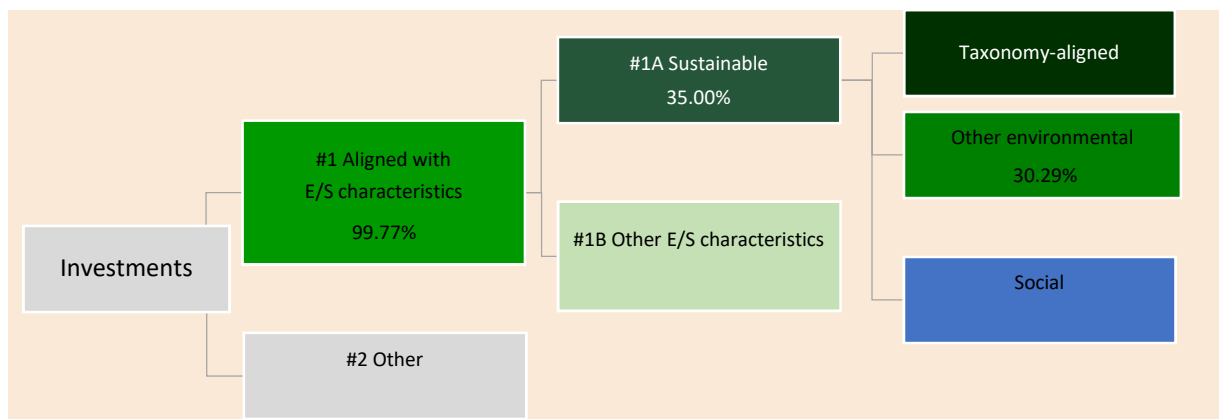 Investments
#1 Aligned with
E/S characteristics
99.77%
#2 Other
#1A Sustainable
35.00%
#1B Other E/S characteristics
Taxonomy-aligned
Other environmental
30.29%
Social